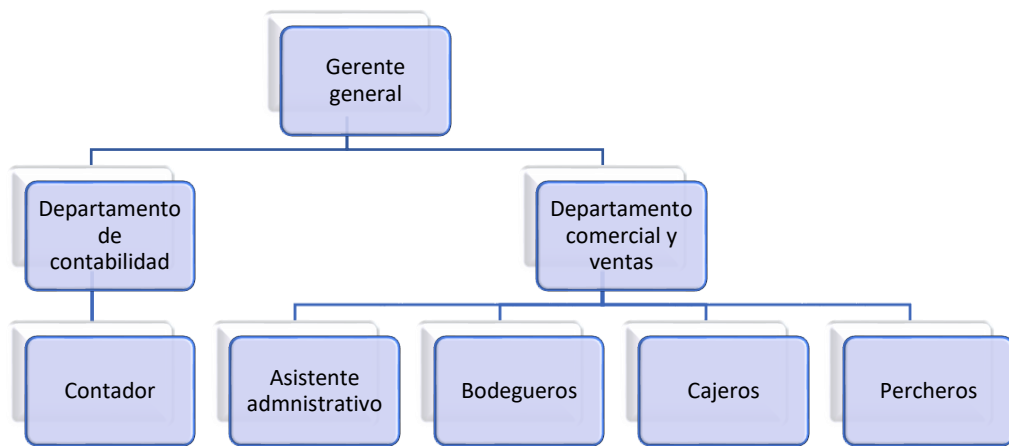 Gerente
general
Departamento
de
contabilidad
Departamento
comercial y
ventas
Contador
Asistente
admnistrativo
Bodegueros
Cajeros
Percheros